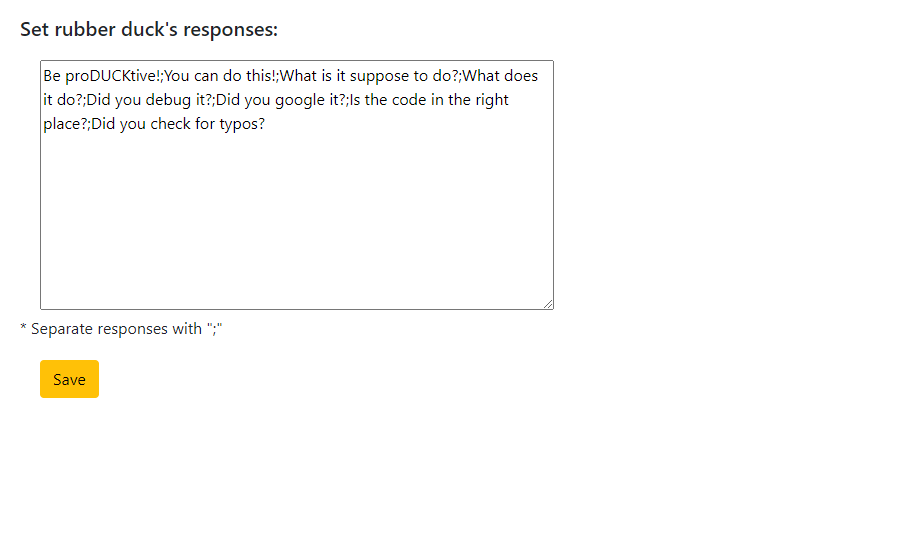 Set rubber duck's responses:
Be proDUCKtive!;You can do this!;What is it suppose to do?;What does
it do?;Did you debug it?;Did you google it?;Is the code in the right
place?;Did you check for typos?
* Separate responses with ";"
Save